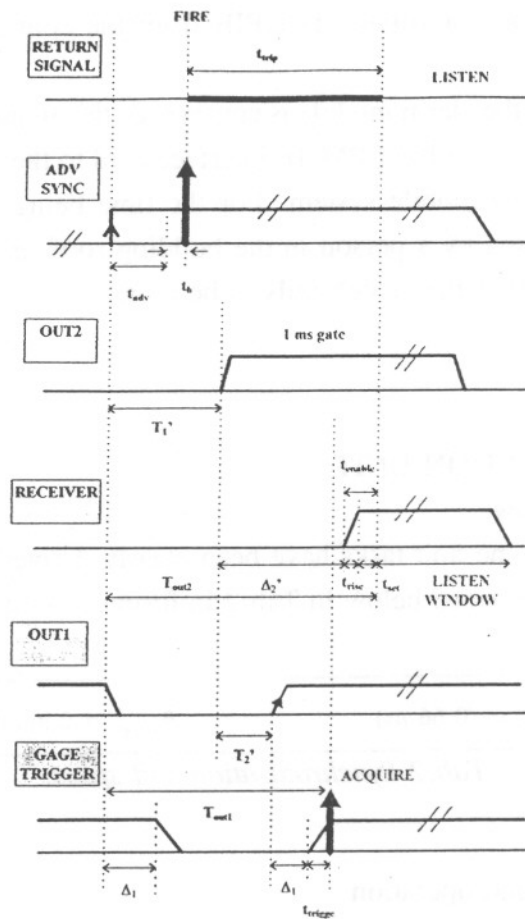 FIRE
RETURN
SIGNAL
t_trip
LISTEN
ADV
SYNC
t_adv
t_b
OUT2
1 ms gate
T_1'
t_enable
RECEIVER
T_out2
Δ_2'
t_rise
t_set
LISTEN
WINDOW
OUT1
T_2'
GAGE
TRIGGER
ACQUIRE
T_out1
Δ_1
Δ_1
t_trigge